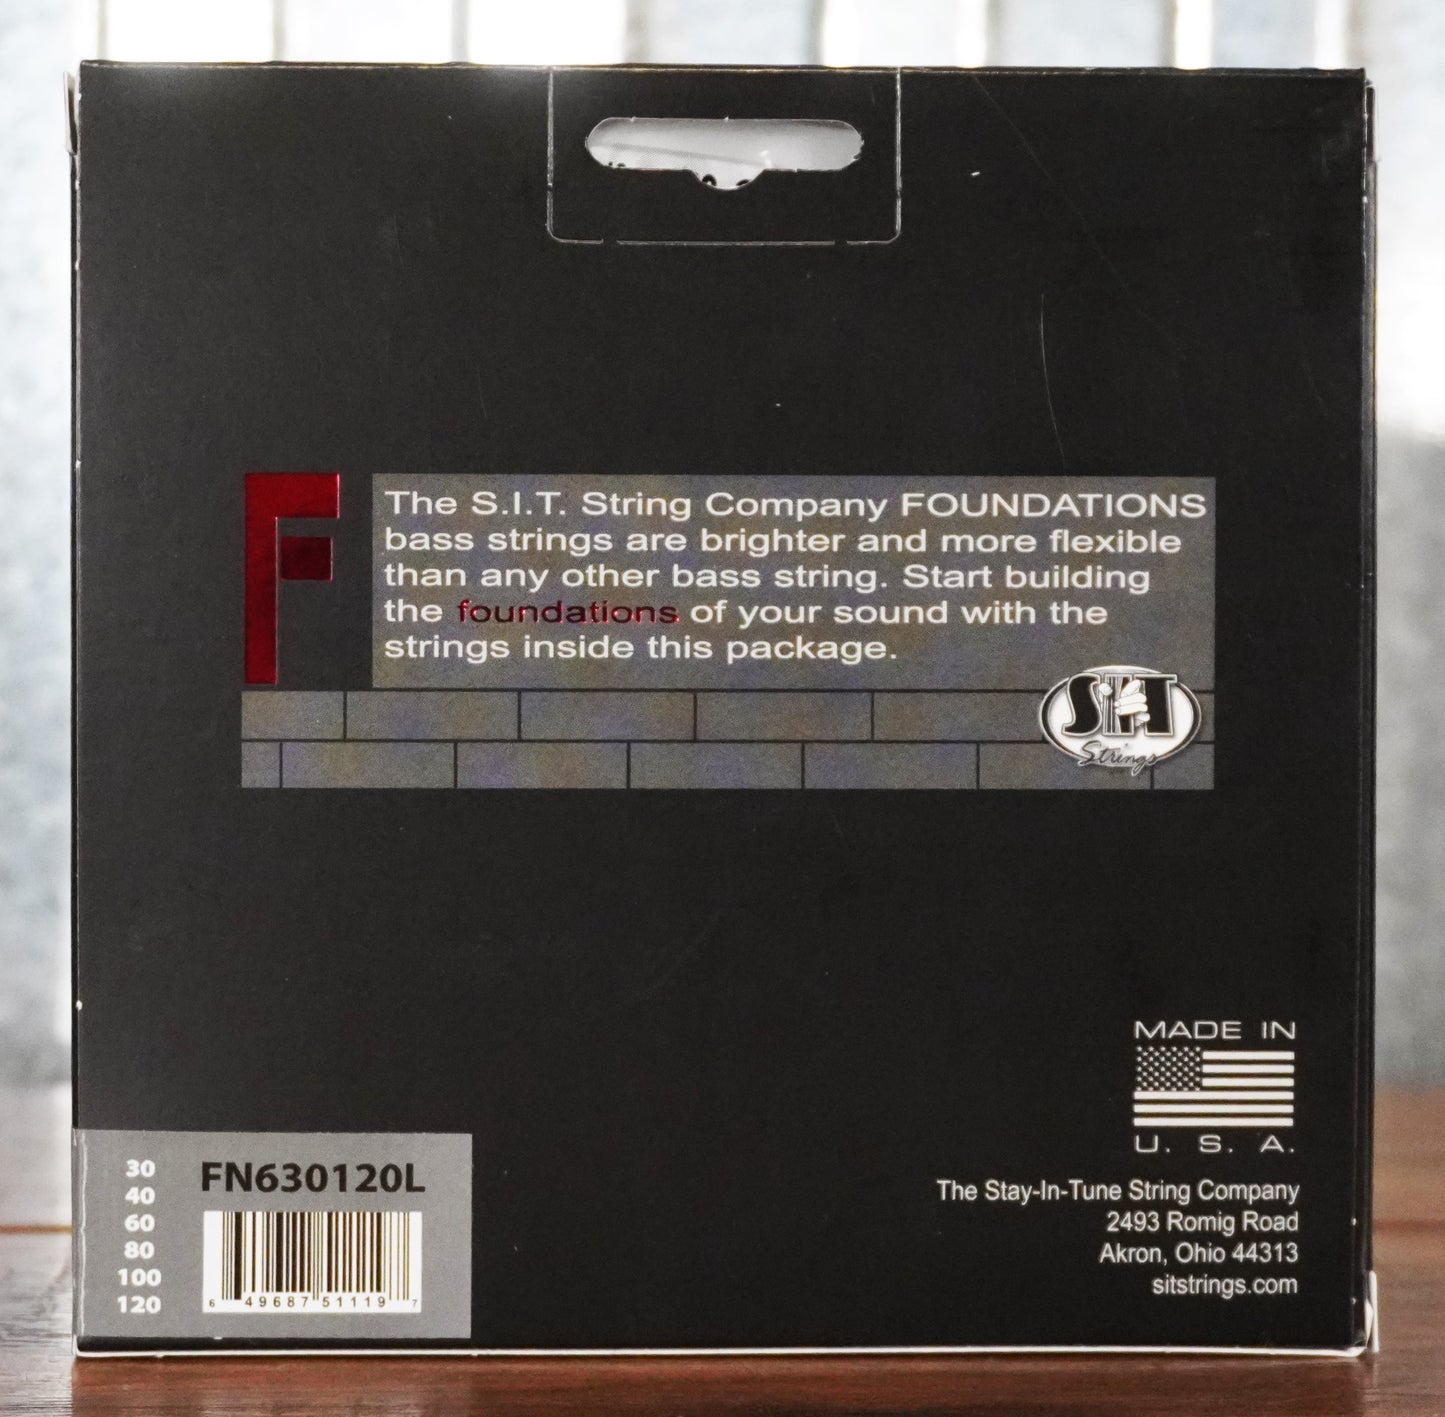 The S.I.T. String Company FOUNDATIONS
bass strings are brighter and more flexible
than any other bass string. Start building
the foundations of your sound with the
strings inside this package.
F
SIT
Strings
MADE IN
U. S. A.
The Stay-In-Tune String Company
2493 Romig Road
Akron, Ohio 44313
sitstrings.com
30
40
60
80
100
120
FN630120L
6 49687 51119 7